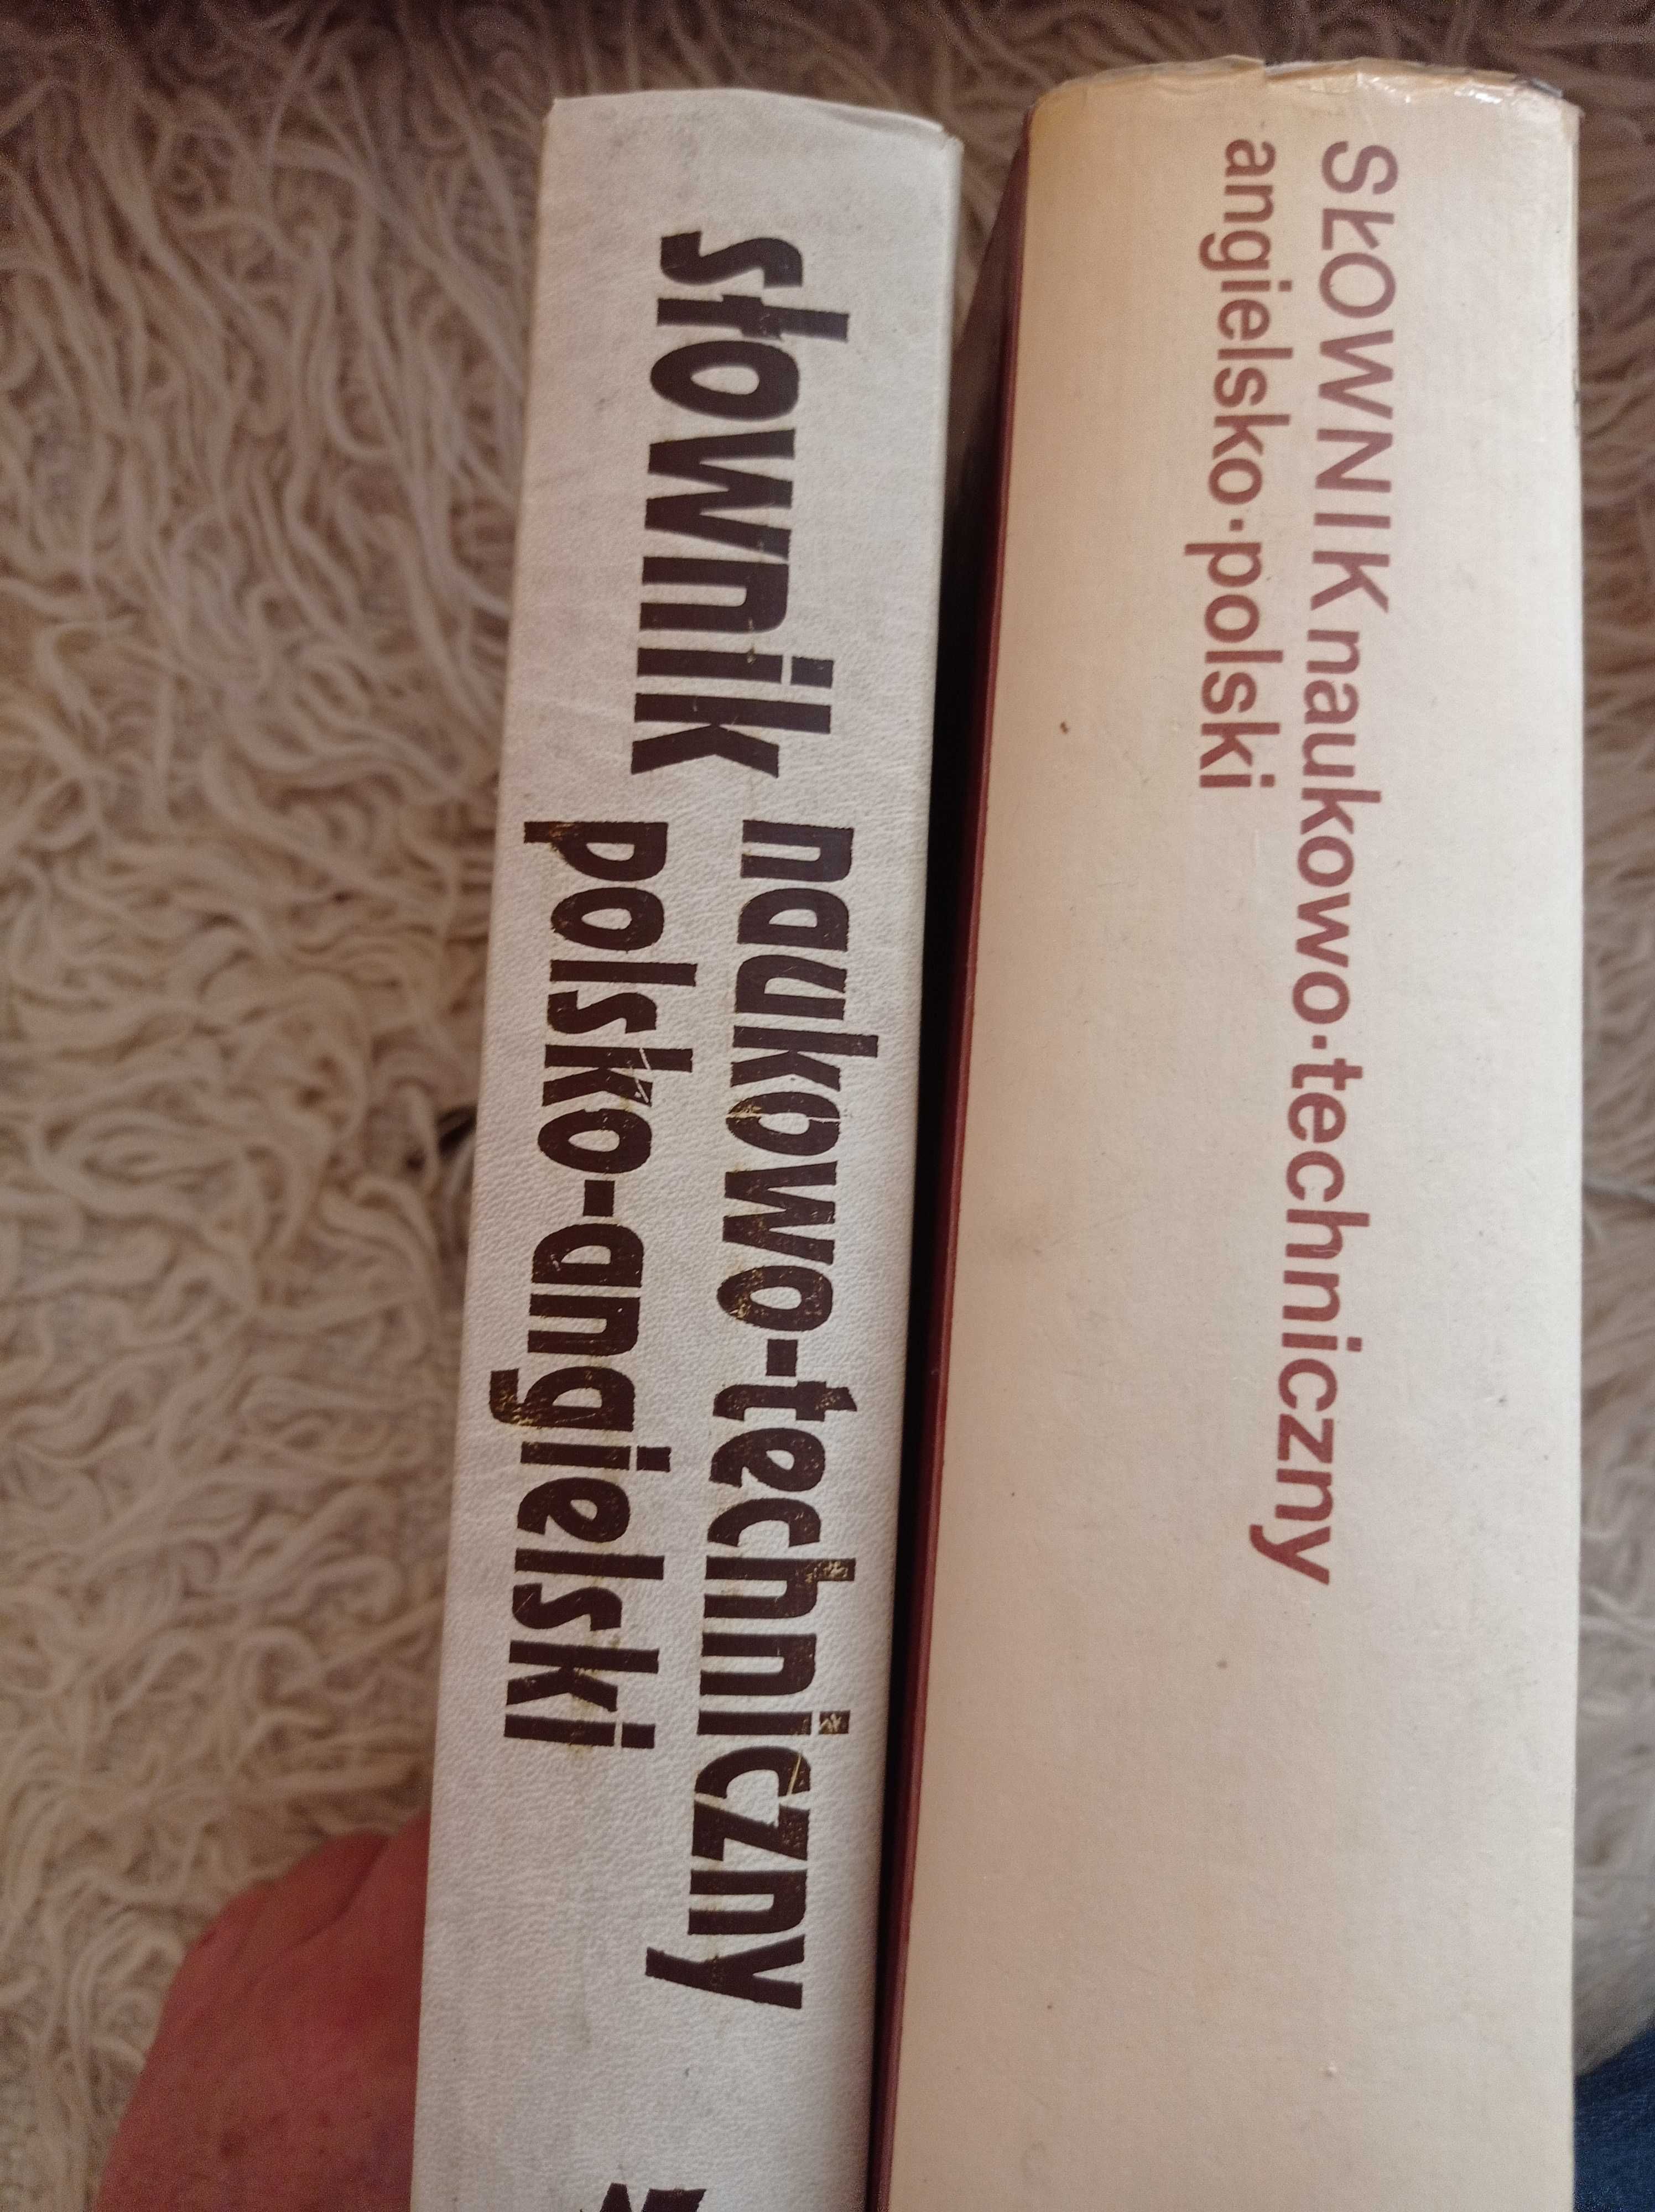 słownik naukowo-techniczny
polsko-angielski
SŁOWNIK naukowo·techniczny
angielsko·polski